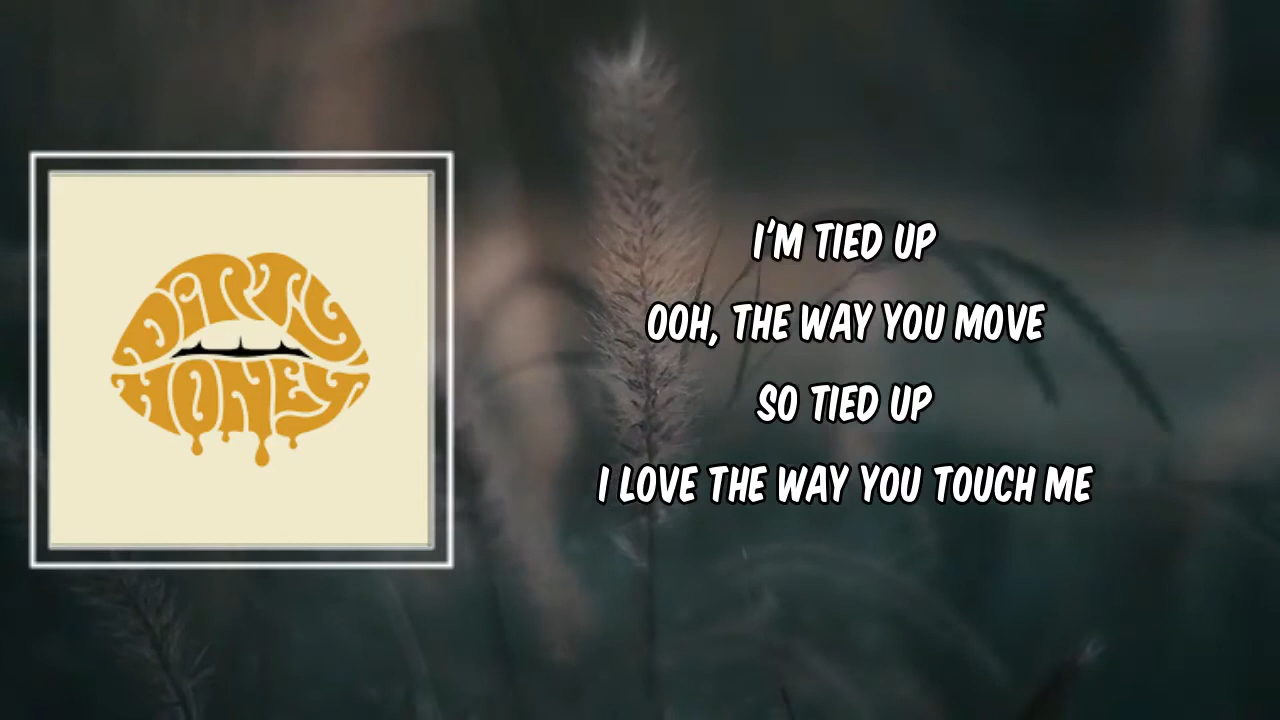 DIRTY
HONEY
I'M TIED UP
OOH, THE WAY YOU MOVE
SO TIED UP
I LOVE THE WAY YOU TOUCH ME